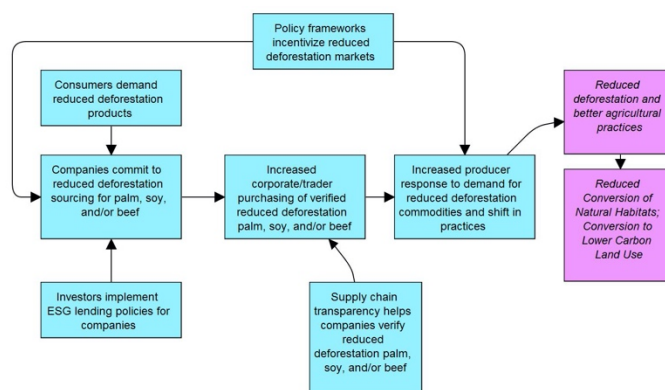 Policy frameworks
incentivize reduced
deforestation markets
Consumers demand
reduced deforestation
products
Reduced
deforestation and
better agricultural
practices
Companies commit to
reduced deforestation
sourcing for palm, soy,
and/or beef
Increased
corporate/trader
purchasing of verified
reduced deforestation
palm, soy, and/or beef
Increased producer
response to demand for
reduced deforestation
commodities and shift in
practices
Reduced
Conversion of
Natural Habitats;
Conversion to
Lower Carbon
Land Use
Investors implement
ESG lending policies for
companies
Supply chain
transparency helps
companies verify
reduced
deforestation palm,
soy, and/or beef